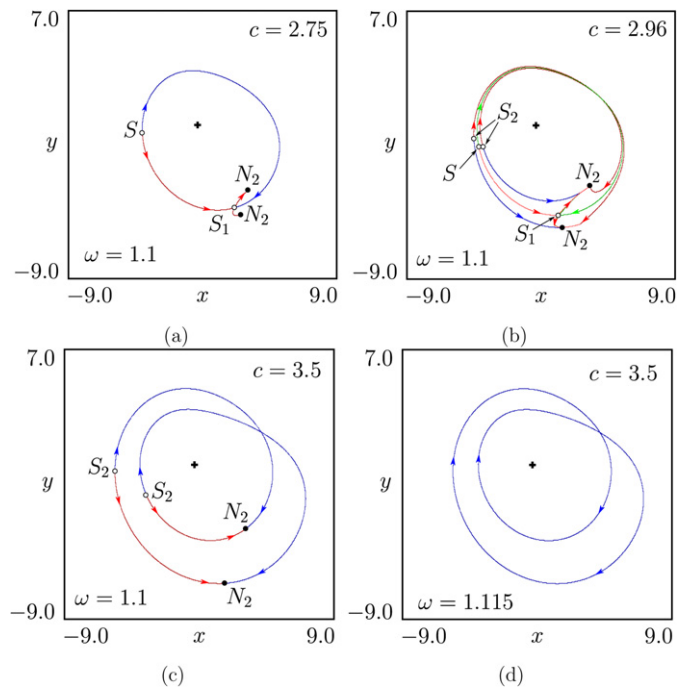 7.0
c = 2.75
y
S
N₂
N₂
S₁
ω = 1.1
−9.0
−9.0
x
9.0
(a)
7.0
c = 2.96
y
S₂
S
N₂
S₁
N₂
ω = 1.1
−9.0
−9.0
x
9.0
(b)
7.0
c = 3.5
y
S₂
S₂
N₂
N₂
ω = 1.1
−9.0
−9.0
x
9.0
(c)
7.0
c = 3.5
y
ω = 1.115
−9.0
−9.0
x
9.0
(d)